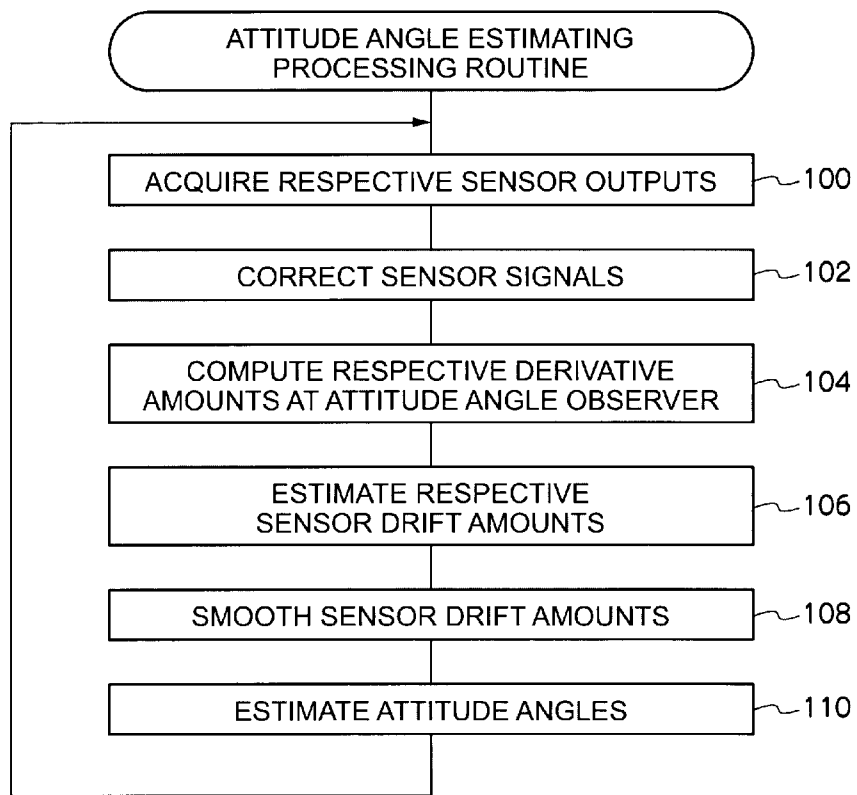 ATTITUDE ANGLE ESTIMATING
PROCESSING ROUTINE
ACQUIRE RESPECTIVE SENSOR OUTPUTS
100
CORRECT SENSOR SIGNALS
102
COMPUTE RESPECTIVE DERIVATIVE
AMOUNTS AT ATTITUDE ANGLE OBSERVER
104
ESTIMATE RESPECTIVE
SENSOR DRIFT AMOUNTS
106
SMOOTH SENSOR DRIFT AMOUNTS
108
ESTIMATE ATTITUDE ANGLES
110